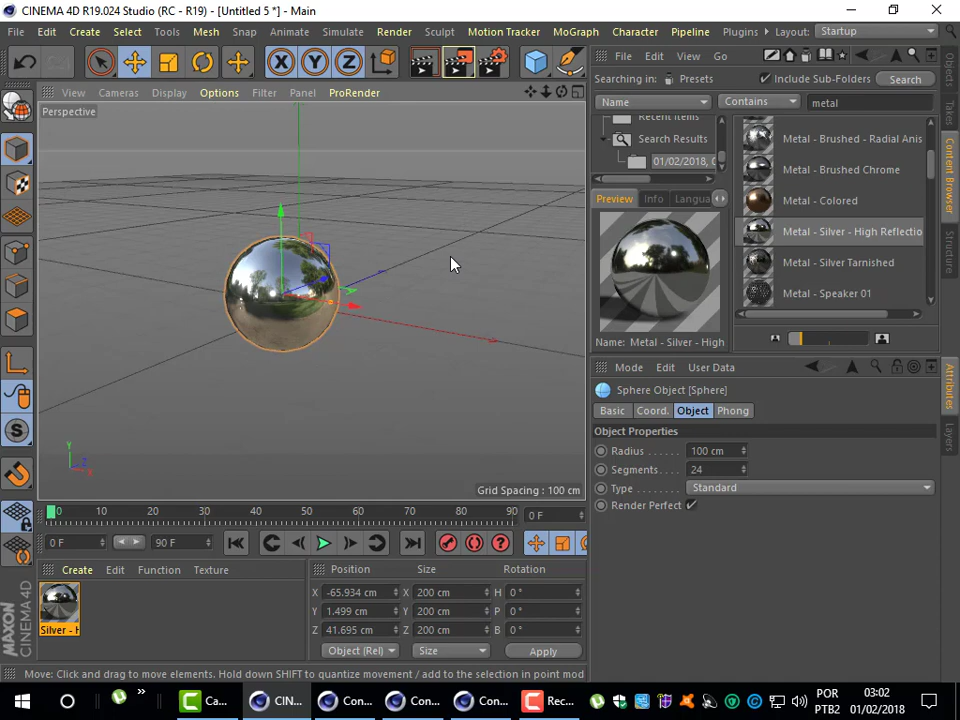 CINEMA 4D R19.024 Studio (RC - R19) - [Untitled 5 *] - Main
File Edit Create Select Tools Mesh Snap Animate Simulate Render Sculpt Motion Tracker MoGraph Character Pipeline Plugins Layout: Startup
View Cameras Display Options Filter Panel ProRender
Perspective
Grid Spacing : 100 cm
File Edit View Go
Searching in: Presets
Include Sub-Folders
Search
Name
Contains
metal
Recent Items
Search Results
01/02/2018,
Metal - Brushed - Radial Anis
Metal - Brushed Chrome
Metal - Colored
Metal - Silver - High Reflectio
Metal - Silver Tarnished
Metal - Speaker 01
Preview Info Langua
Name: Metal - Silver - High
Objects
Takes
Content Browser
Structure
Mode Edit User Data
Sphere Object [Sphere]
Basic Coord. Object Phong
Object Properties
Radius . . . . . . 100 cm
Segments. . . . 24
Type . . . . . . . . Standard
Render Perfect
Attributes
Layers
0 10 20 30 40 50 60 70 80 90
0 F
0 F
90 F
Create Edit Function Texture
Silver - H
Position Size Rotation
X -65.934 cm X 200 cm H 0 °
Y 1.499 cm Y 200 cm P 0 °
Z 41.695 cm Z 200 cm B 0 °
Object (Rel) Size Apply
MAXON
CINEMA 4D
Move: Click and drag to move elements. Hold down SHIFT to quantize movement / add to the selection in point mod
Ca...
CIN...
Con...
Con...
Con...
Rec...
POR
PTB2
03:02
01/02/2018
X
Y
Z
Y
Z
X
S